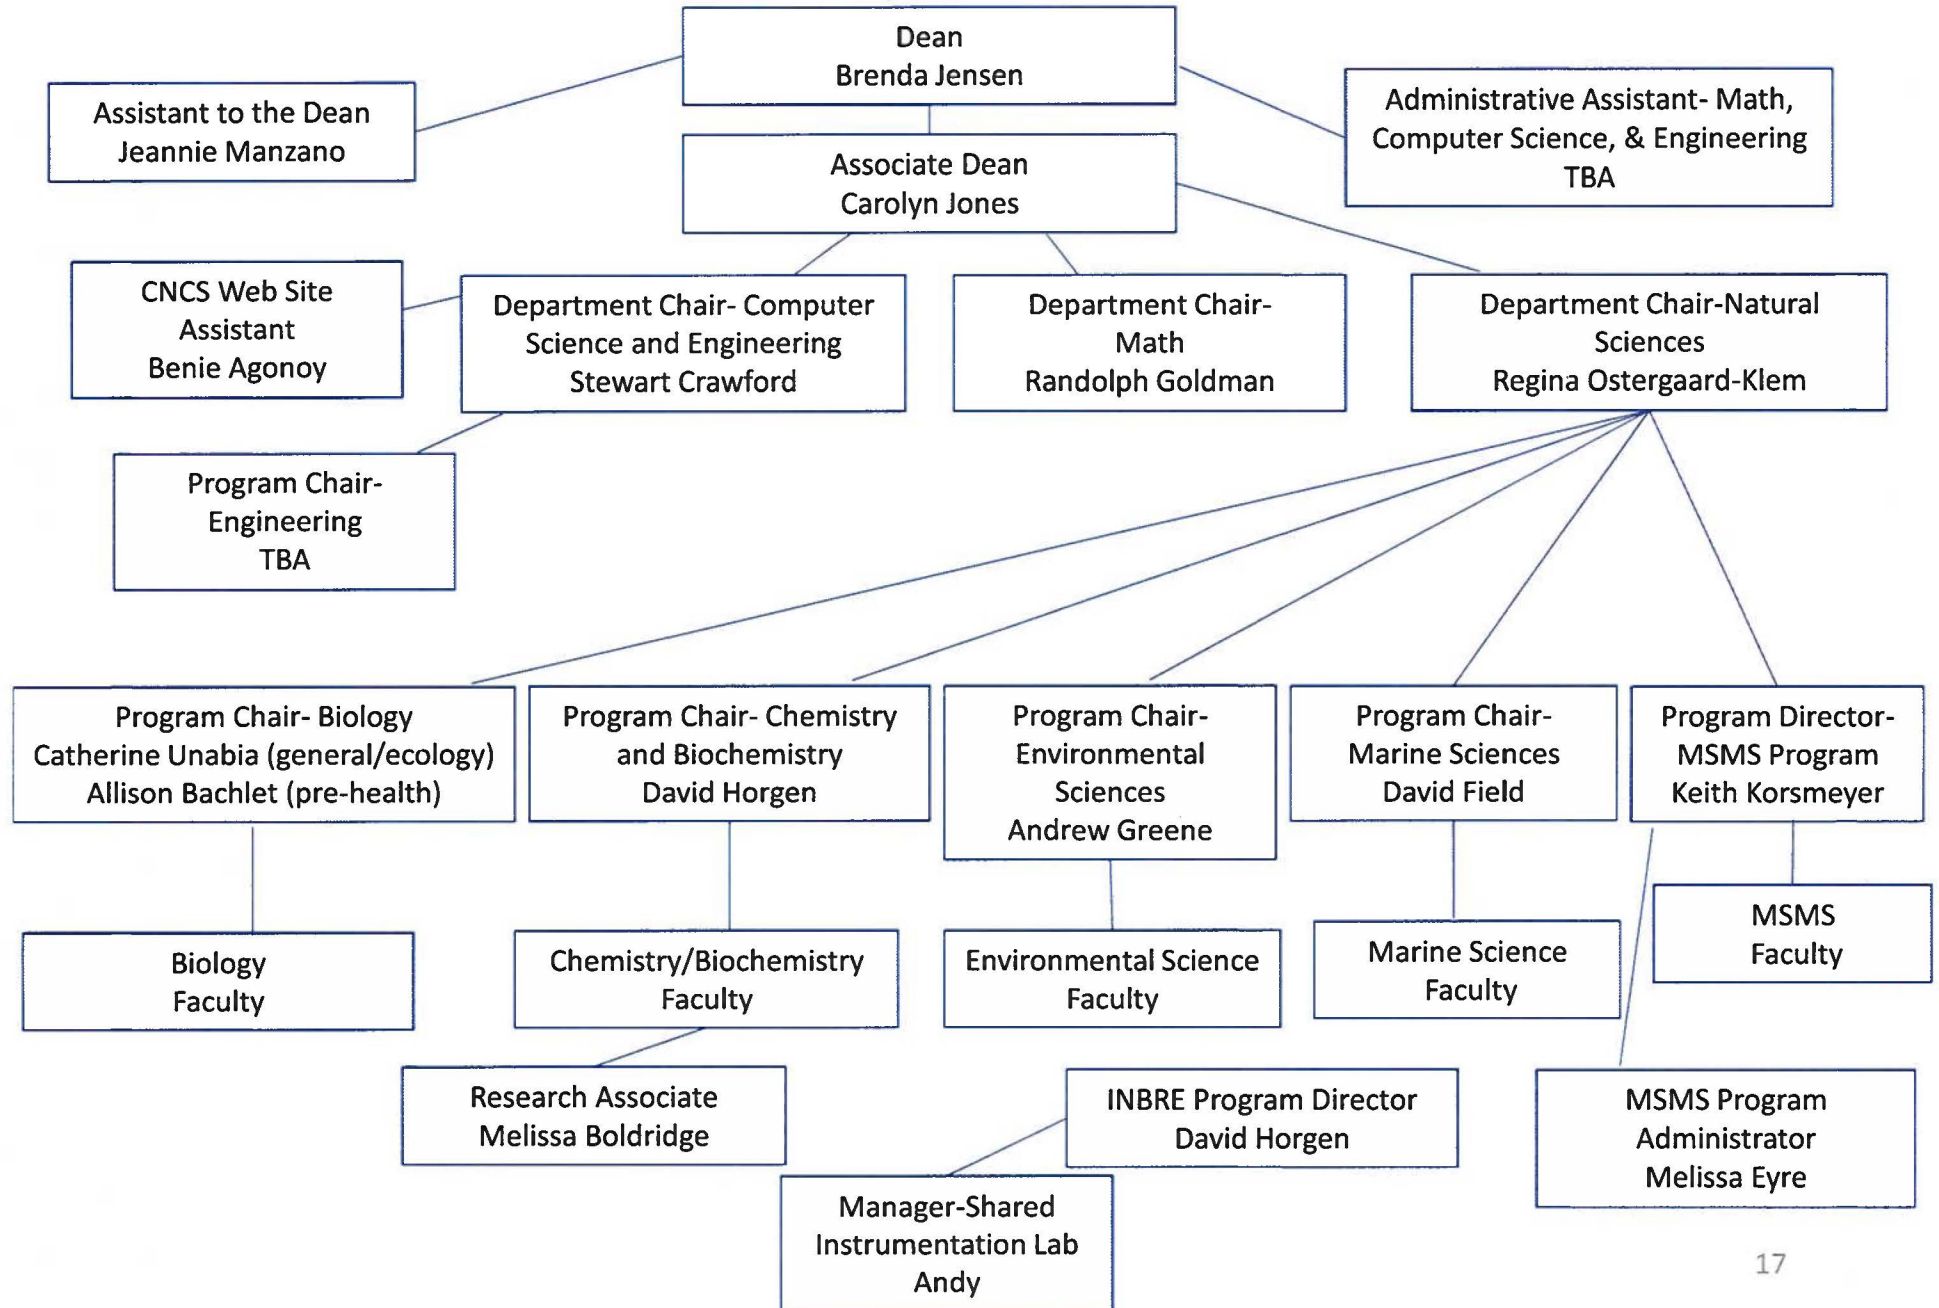 Dean
Brenda Jensen
Assistant to the Dean
Jeannie Manzano
Administrative Assistant- Math,
Computer Science, & Engineering
TBA
Associate Dean
Carolyn Jones
CNCS Web Site
Assistant
Benie Agonoy
Department Chair- Computer
Science and Engineering
Stewart Crawford
Department Chair-
Math
Randolph Goldman
Department Chair-Natural
Sciences
Regina Ostergaard-Klem
Program Chair-
Engineering
TBA
Program Chair- Biology
Catherine Unabia (general/ecology)
Allison Bachlet (pre-health)
Program Chair- Chemistry
and Biochemistry
David Horgen
Program Chair-
Environmental
Sciences
Andrew Greene
Program Chair-
Marine Sciences
David Field
Program Director-
MSMS Program
Keith Korsmeyer
Biology
Faculty
Chemistry/Biochemistry
Faculty
Environmental Science
Faculty
Marine Science
Faculty
MSMS
Faculty
Research Associate
Melissa Boldridge
INBRE Program Director
David Horgen
MSMS Program
Administrator
Melissa Eyre
Manager-Shared
Instrumentation Lab
Andy
17